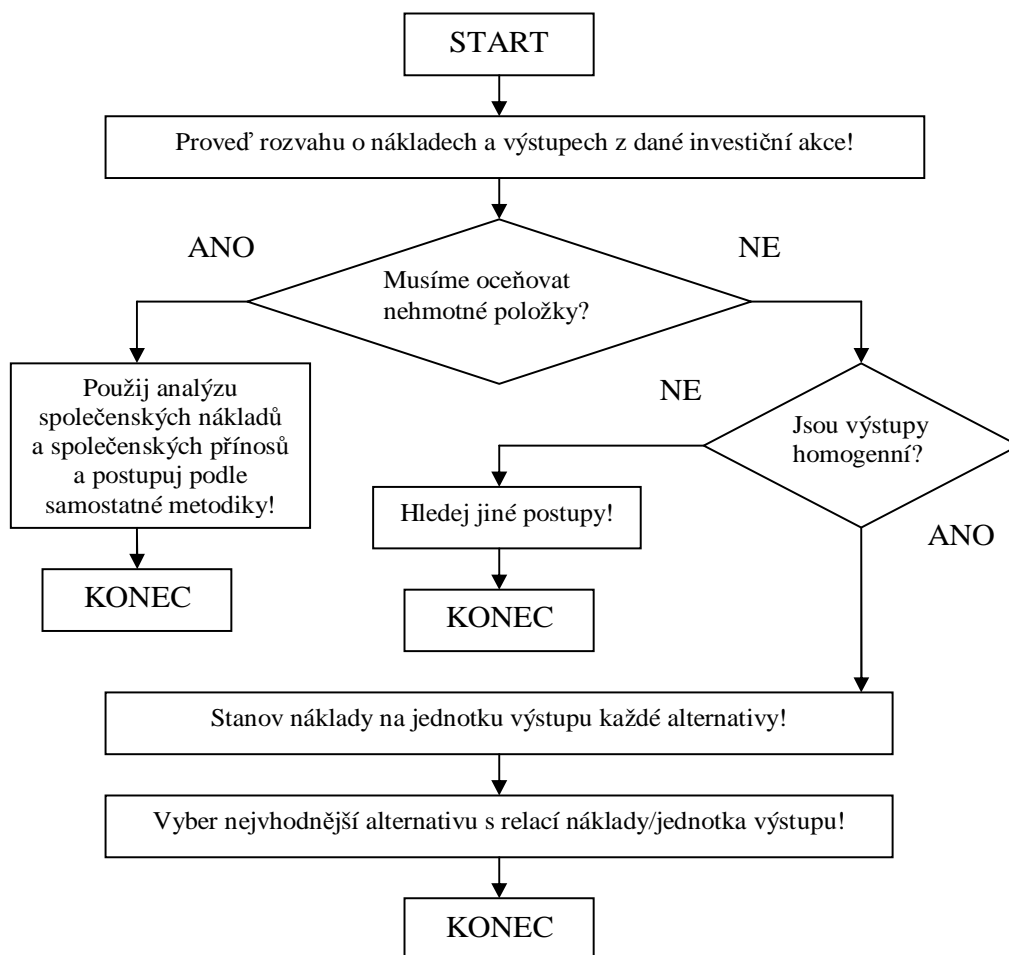 START
Proveď rozvahu o nákladech a výstupech z dané investiční akce!
ANO
NE
Musíme oceňovat
nehmotné položky?
Použij analýzu
společenských nákladů
a společenských přínosů
a postupuj podle
samostatné metodiky!
NE
Jsou výstupy
homogenní?
Hledej jiné postupy!
ANO
KONEC
KONEC
Stanov náklady na jednotku výstupu každé alternativy!
Vyber nejvhodnější alternativu s relací náklady/jednotka výstupu!
KONEC